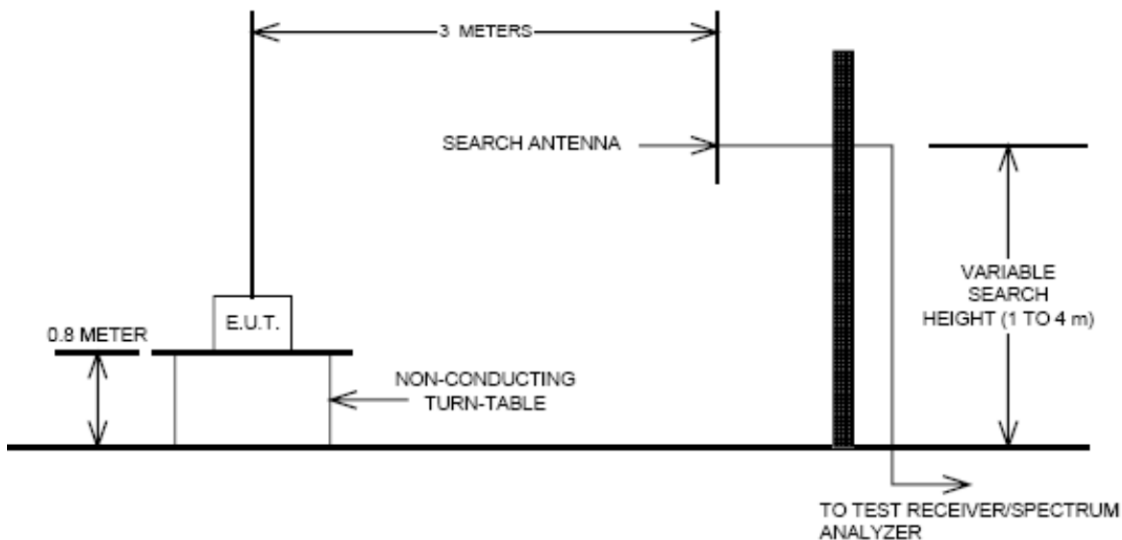 3 METERS
SEARCH ANTENNA
VARIABLE
SEARCH
HEIGHT (1 TO 4 m)
E.U.T.
0.8 METER
NON-CONDUCTING
TURN-TABLE
TO TEST RECEIVER/SPECTRUM
ANALYZER